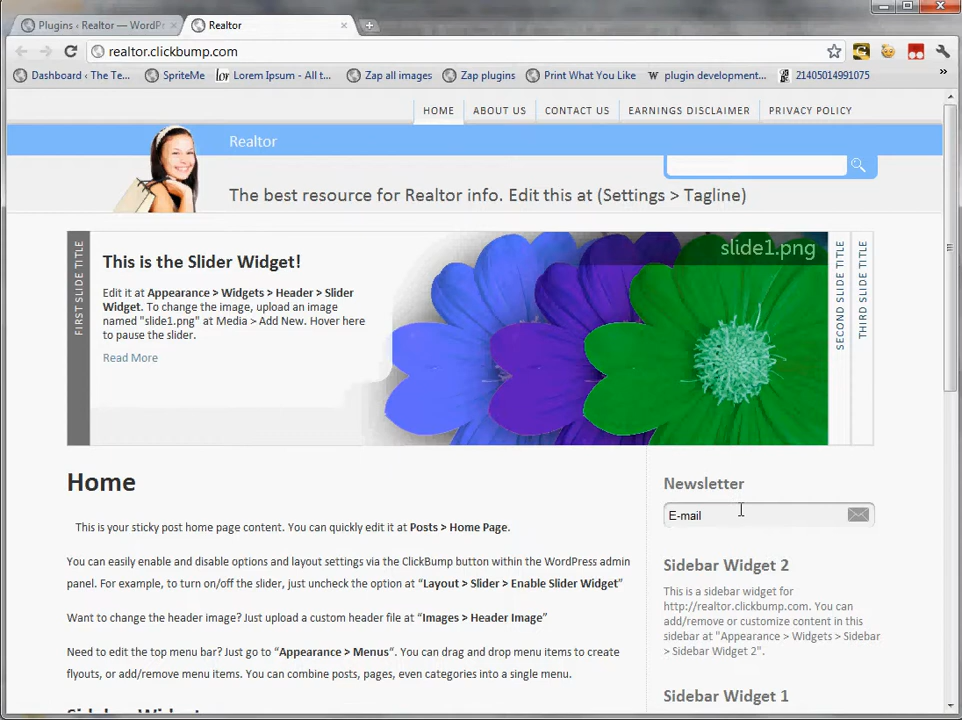 Plugins ‹ Realtor — WordPr
Realtor
realtor.clickbump.com
Dashboard ‹ The Te...
SpriteMe
Lorem Ipsum - All t...
Zap all images
Zap plugins
Print What You Like
W plugin development...
21405014991075
»
HOME
ABOUT US
CONTACT US
EARNINGS DISCLAIMER
PRIVACY POLICY
Realtor
The best resource for Realtor info. Edit this at (Settings > Tagline)
FIRST SLIDE TITLE
This is the Slider Widget!
Edit it at Appearance > Widgets > Header > Slider
Widget. To change the image, upload an image
named "slide1.png" at Media > Add New. Hover here
to pause the slider.
Read More
slide1.png
SECOND SLIDE TITLE
THIRD SLIDE TITLE
Home
This is your sticky post home page content. You can quickly edit it at Posts > Home Page.
You can easily enable and disable options and layout settings via the ClickBump button within the WordPress admin
panel. For example, to turn on/off the slider, just uncheck the option at “Layout > Slider > Enable Slider Widget”
Want to change the header image? Just upload a custom header file at “Images > Header Image”
Need to edit the top menu bar? Just go to “Appearance > Menus“. You can drag and drop menu items to create
flyouts, or add/remove menu items. You can combine posts, pages, even categories into a single menu.
Newsletter
E-mail
Sidebar Widget 2
This is a sidebar widget for
http://realtor.clickbump.com. You can
add/remove or customize content in this
sidebar at "Appearance > Widgets > Sidebar
> Sidebar Widget 2".
Sidebar Widget 1